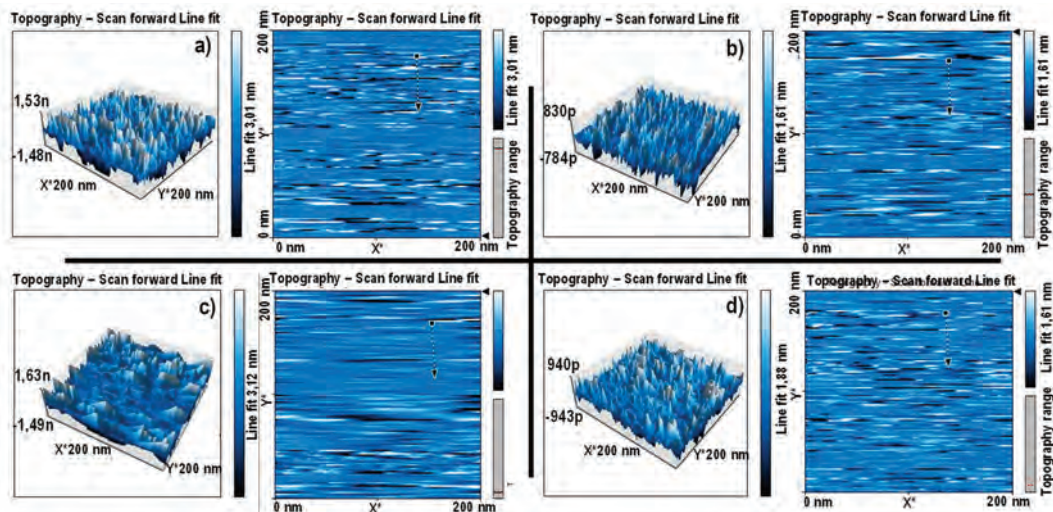 Topography – Scan forward Line fit
a)
1,53n
-1,48n
X*200 nm
Y*200 nm
Line fit 3,01 nm
Topography – Scan forward Line fit
200 nm
Y*
0 nm
0 nm
X*
200 nm
Line fit 3,01 nm
Topography range
Topography – Scan forward Line fit
b)
830p
-784p
X*200 nm
Y*200 nm
Line fit 1,61 nm
Topography – Scan forward Line fit
200 nm
Y*
0 nm
0 nm
X*
200 nm
Line fit 1,61 nm
Topography range
Topography – Scan forward Line fit
c)
1,63n
-1,49n
X*200 nm
Y*200 nm
Line fit 3,12 nm
Topography – Scan forward Line fit
200 nm
Y*
Topography – Scan forward Line fit
d)
940p
-943p
X*200 nm
Y*200 nm
Line fit 1,88 nm
Topography – Scan forward Line fit
200 nm
Y*
0 nm
X*
200 nm
Line fit 1,61 nm
Topography range